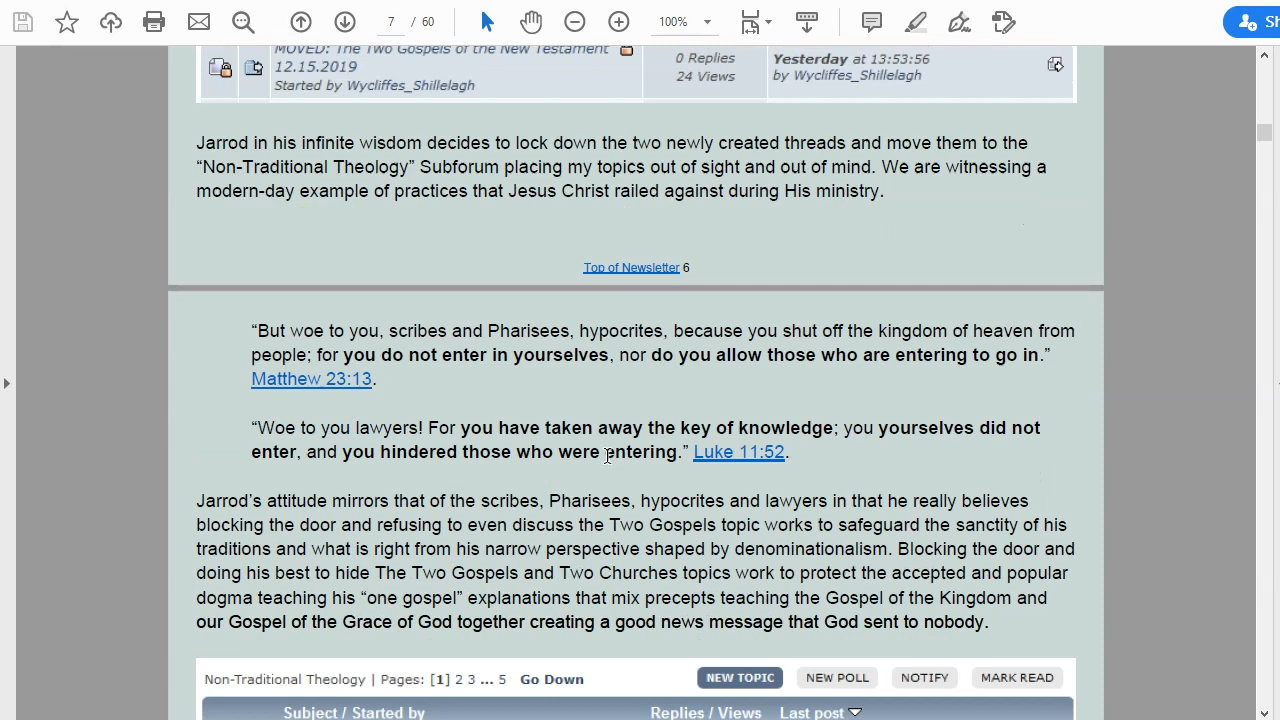 7 / 60
100%
Sh
MOVED: The Two Gospels of the New Testament
12.15.2019
Started by Wycliffes_Shillelagh
0 Replies
24 Views
Yesterday at 13:53:56
by Wycliffes_Shillelagh
Jarrod in his infinite wisdom decides to lock down the two newly created threads and move them to the
“Non-Traditional Theology” Subforum placing my topics out of sight and out of mind. We are witnessing a
modern-day example of practices that Jesus Christ railed against during His ministry.
Top of Newsletter 6
“But woe to you, scribes and Pharisees, hypocrites, because you shut off the kingdom of heaven from
people; for you do not enter in yourselves, nor do you allow those who are entering to go in.”
Matthew 23:13.
“Woe to you lawyers! For you have taken away the key of knowledge; you yourselves did not
enter, and you hindered those who were entering.” Luke 11:52.
Jarrod’s attitude mirrors that of the scribes, Pharisees, hypocrites and lawyers in that he really believes
blocking the door and refusing to even discuss the Two Gospels topic works to safeguard the sanctity of his
traditions and what is right from his narrow perspective shaped by denominationalism. Blocking the door and
doing his best to hide The Two Gospels and Two Churches topics work to protect the accepted and popular
dogma teaching his “one gospel” explanations that mix precepts teaching the Gospel of the Kingdom and
our Gospel of the Grace of God together creating a good news message that God sent to nobody.
Non-Traditional Theology | Pages: [1] 2 3 ... 5 Go Down
NEW TOPIC
NEW POLL
NOTIFY
MARK READ
Subject / Started by
Replies / Views
Last post